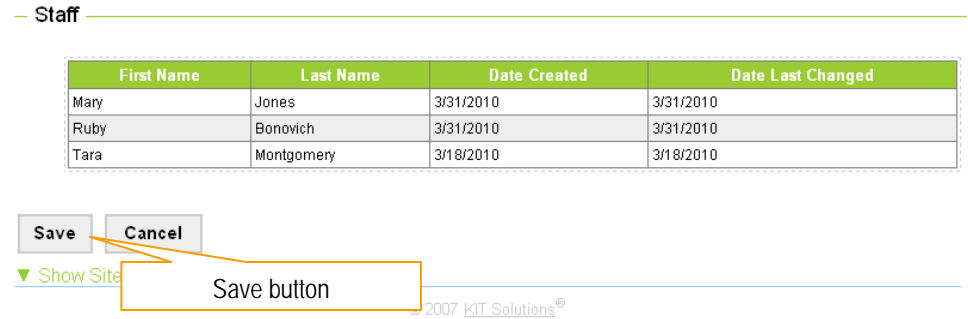 Staff
First Name Last Name Date Created Date Last Changed
Mary Jones 3/31/2010 3/31/2010
Ruby Bonovich 3/31/2010 3/31/2010
Tara Montgomery 3/18/2010 3/18/2010
Save Cancel
▼ Show Site
Save button
2007 KIT Solutions®